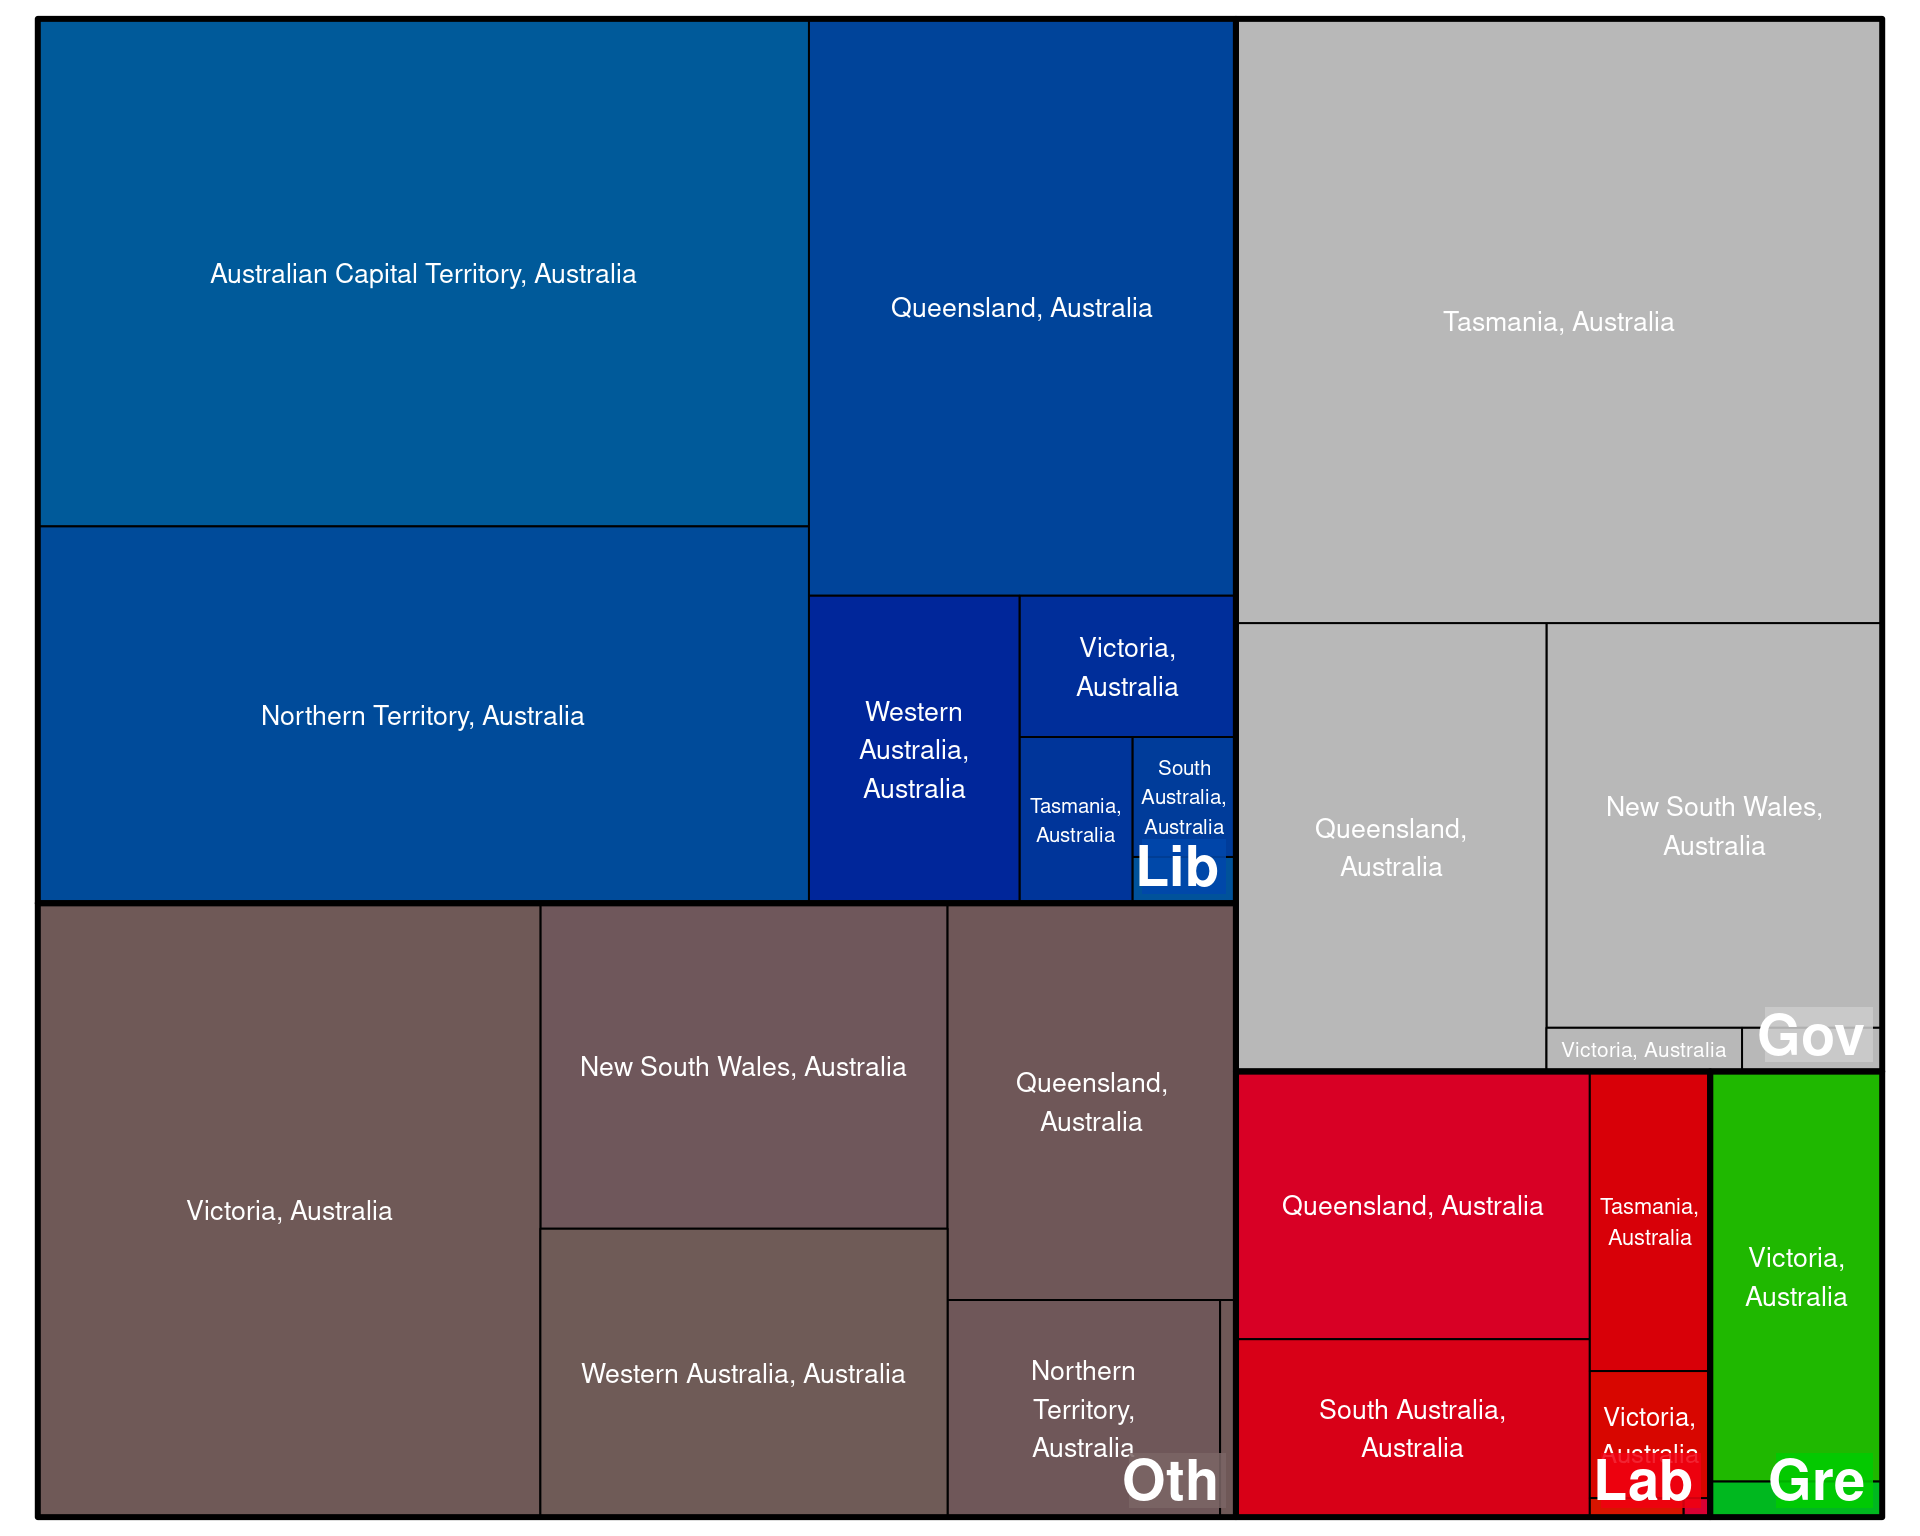 Australian Capital Territory, Australia
Northern Territory, Australia
Queensland, Australia
Western
Australia,
Australia
Victoria,
Australia
Tasmania,
Australia
South
Australia,
Australia
Lib
Tasmania, Australia
Queensland,
Australia
New South Wales,
Australia
Victoria, Australia
Gov
Victoria, Australia
New South Wales, Australia
Western Australia, Australia
Queensland,
Australia
Northern
Territory,
Australia
Oth
Queensland, Australia
South Australia,
Australia
Tasmania,
Australia
Victoria,
Australia
Lab
Victoria,
Australia
Gre